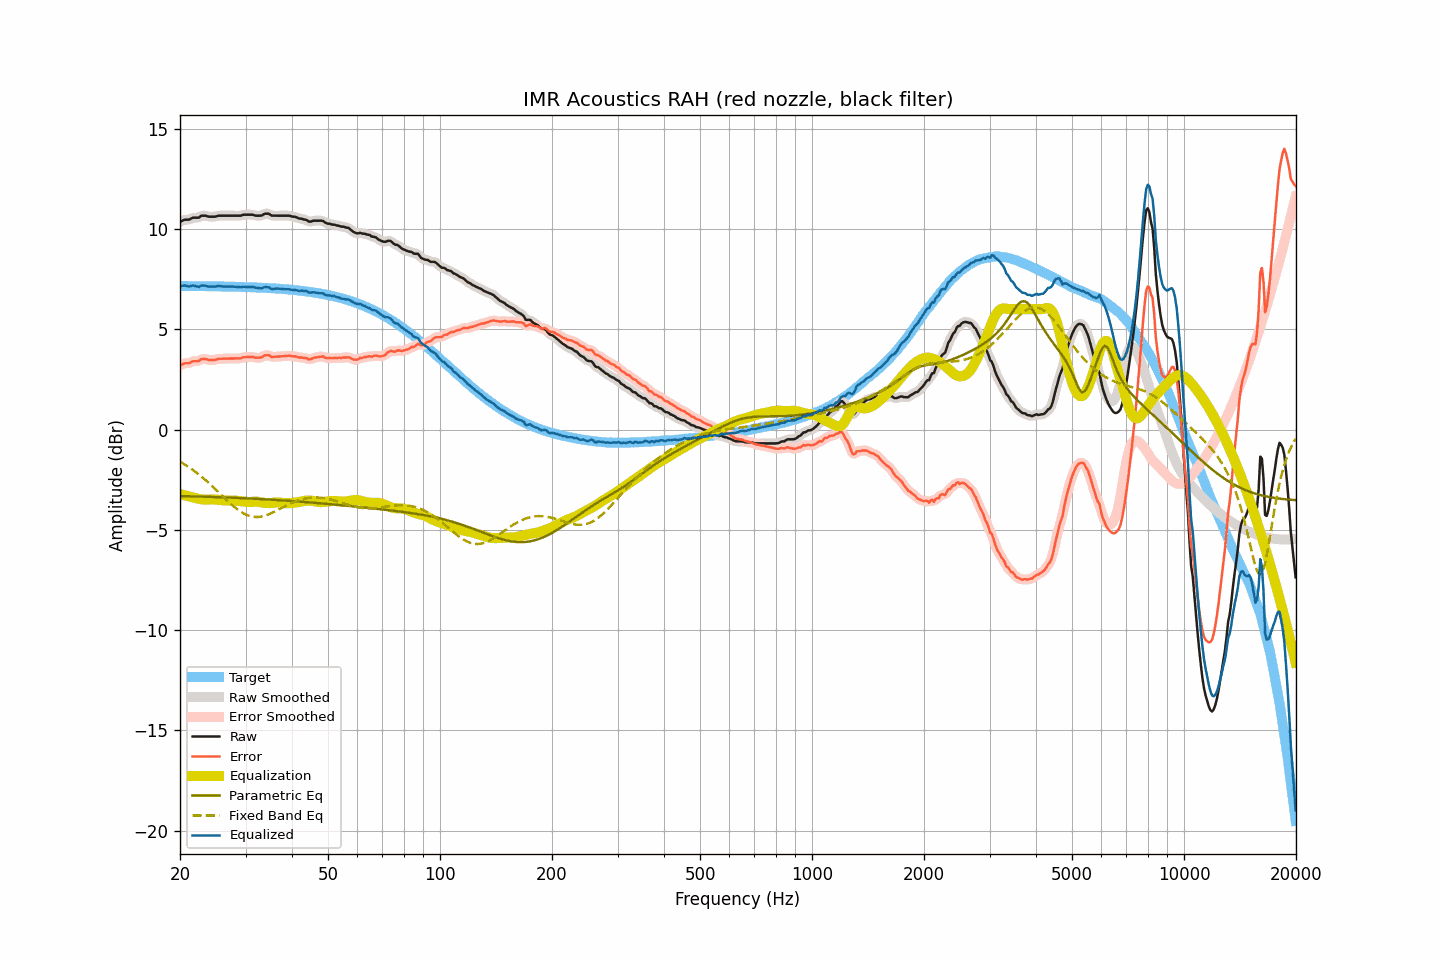 IMR Acoustics RAH (red nozzle, black filter)
15
10
5
0
−5
−10
−15
−20
Amplitude (dBr)
Target
Raw Smoothed
Error Smoothed
Raw
Error
Equalization
Parametric Eq
Fixed Band Eq
Equalized
20 50 100 200 500 1000 2000 5000 10000 20000
Frequency (Hz)